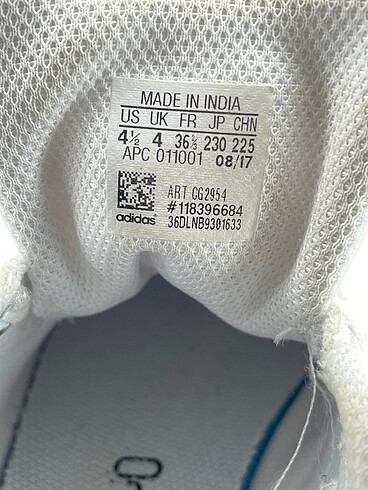 MADE IN INDIA
US UK FR JP CHN
4½ 4 36⅔ 230 225
APC 011001 08/17
ART CG2954
#118396684
adidas 36DLNB9301633